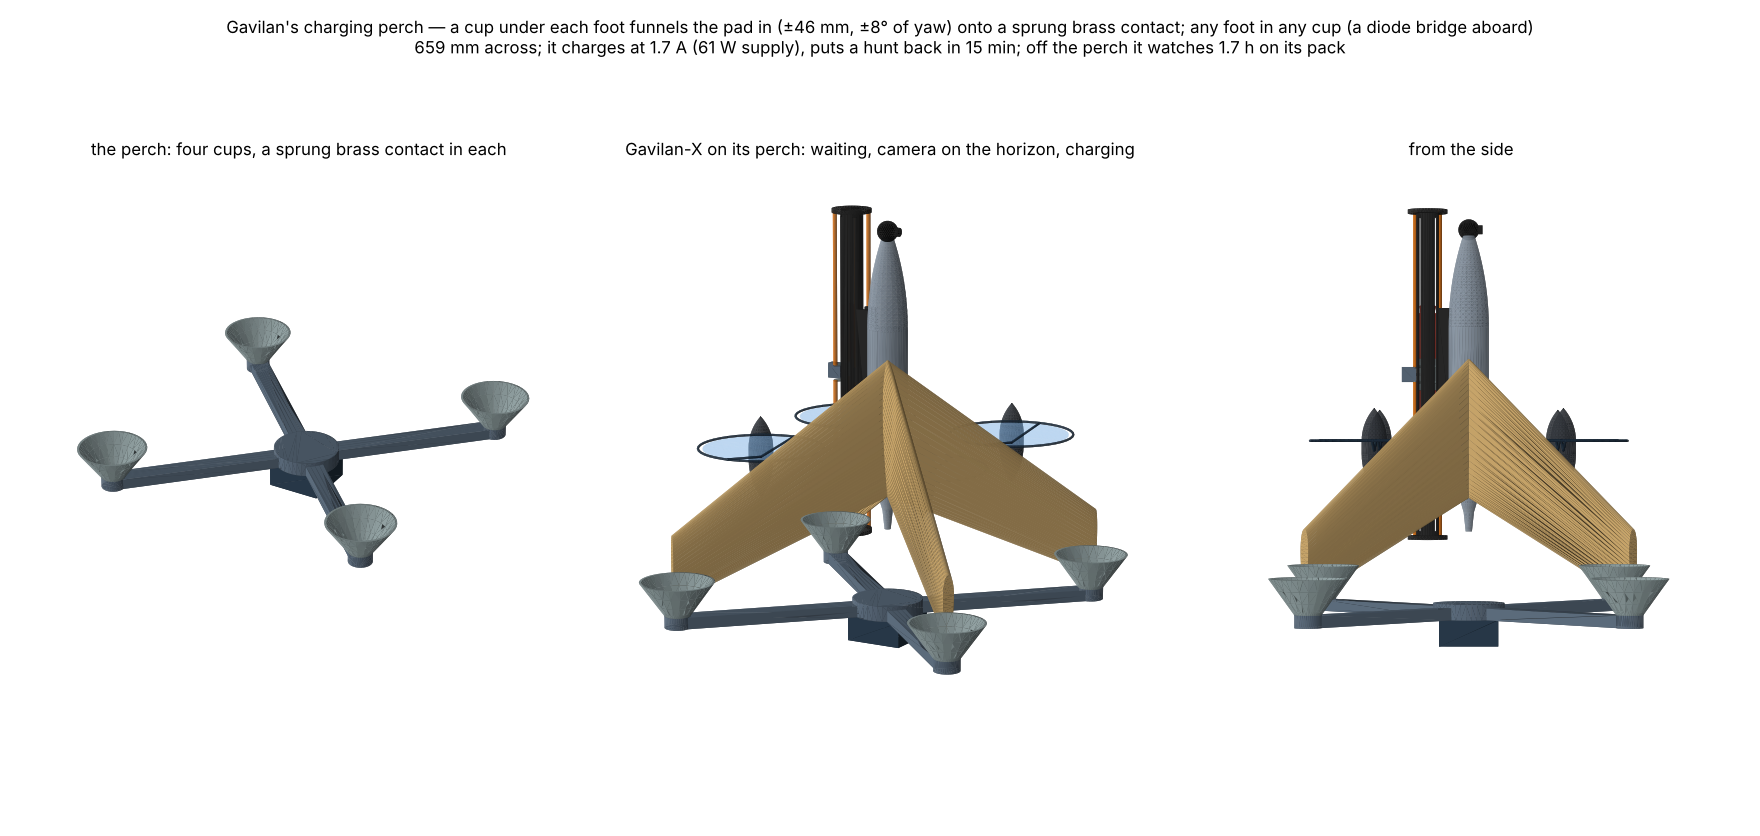 Gavilan's charging perch — a cup under each foot funnels the pad in (±46 mm, ±8° of yaw) onto a sprung brass contact; any foot in any cup (a diode bridge aboard)
659 mm across; it charges at 1.7 A (61 W supply), puts a hunt back in 15 min; off the perch it watches 1.7 h on its pack
the perch: four cups, a sprung brass contact in each
Gavilan-X on its perch: waiting, camera on the horizon, charging
from the side